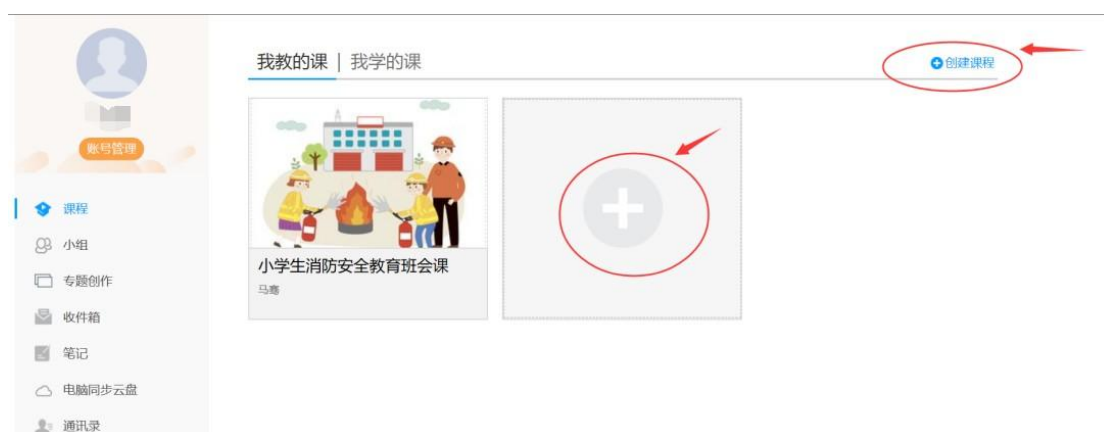 账号管理
课程
小组
专题创作
收件箱
笔记
电脑同步云盘
通讯录
我教的课 | 我学的课
创建课程
小学生消防安全教育班会课
马骞